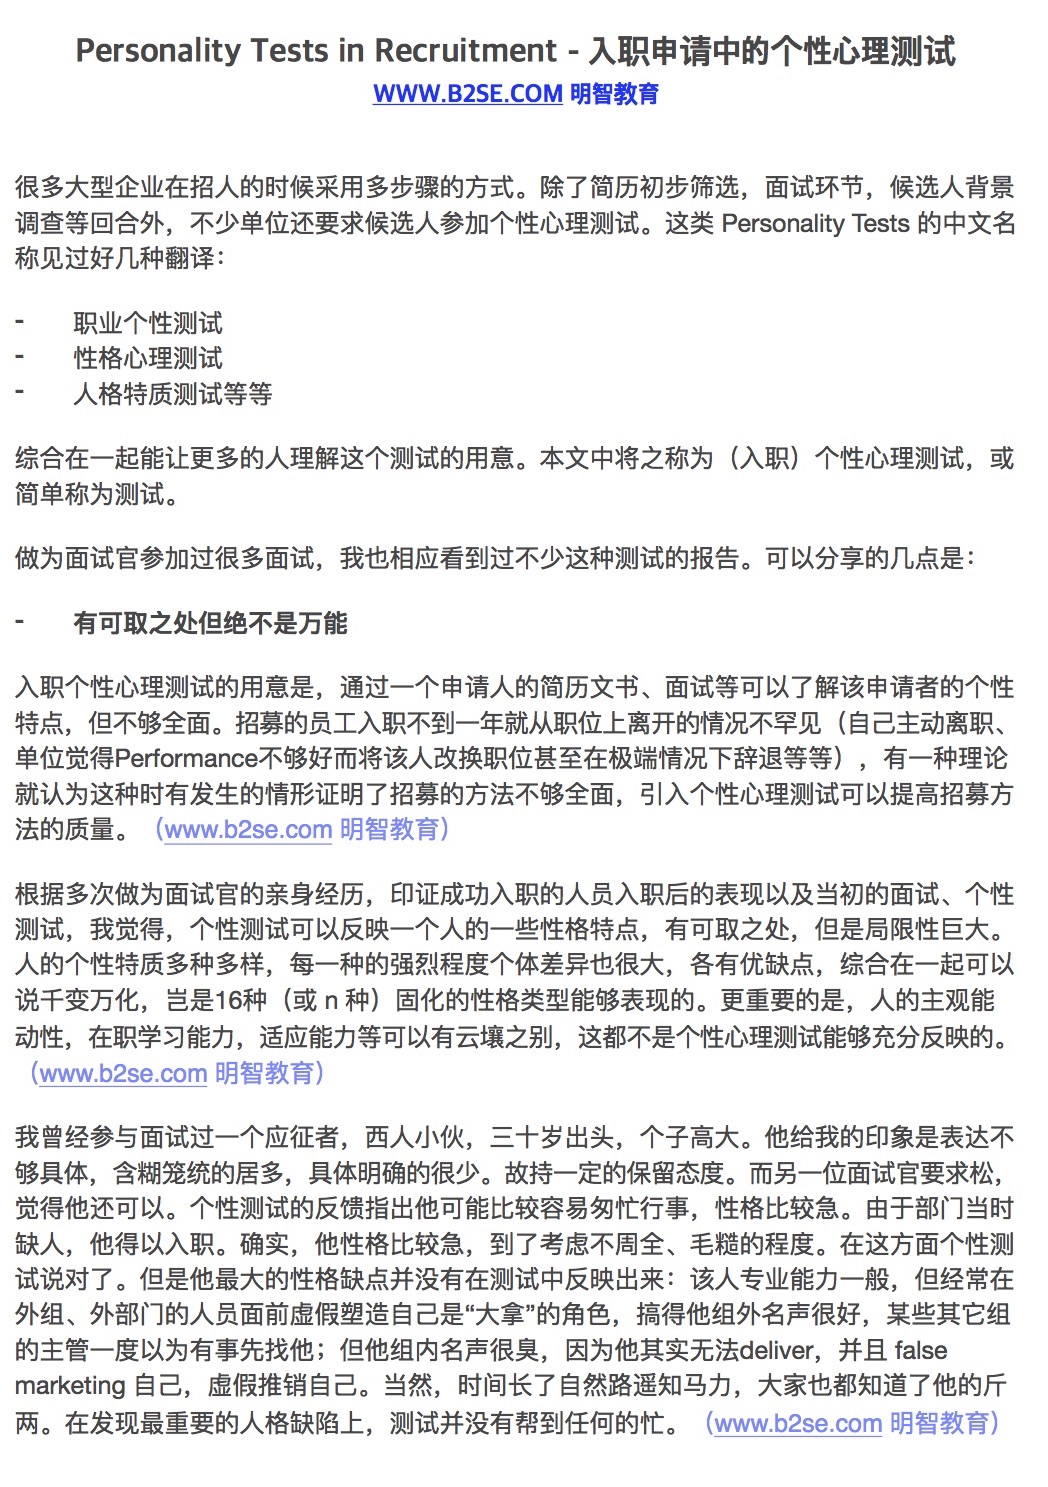 Personality Tests in Recruitment - 入职申请中的个性心理测试
WWW.B2SE.COM 明智教育
很多大型企业在招人的时候采用多步骤的方式。除了简历初步筛选，面试环节，候选人背景
调查等回合外，不少单位还要求候选人参加个性心理测试。这类 Personality Tests 的中文名
称见过好几种翻译：
- 职业个性测试
- 性格心理测试
- 人格特质测试等等
综合在一起能让更多的人理解这个测试的用意。本文中将之称为（入职）个性心理测试，或
简单称为测试。
做为面试官参加过很多面试，我也相应看到过不少这种测试的报告。可以分享的几点是：
- 有可取之处但绝不是万能
入职个性心理测试的用意是，通过一个申请人的简历文书、面试等可以了解该申请者的个性
特点，但不够全面。招募的员工入职不到一年就从职位上离开的情况不罕见（自己主动离职、
单位觉得Performance不够好而将该人改换职位甚至在极端情况下辞退等等），有一种理论
就认为这种时有发生的情形证明了招募的方法不够全面，引入个性心理测试可以提高招募方
法的质量。（www.b2se.com 明智教育）
根据多次做为面试官的亲身经历，印证成功入职的人员入职后的表现以及当初的面试、个性
测试，我觉得，个性测试可以反映一个人的一些性格特点，有可取之处，但是局限性巨大。
人的个性特质多种多样，每一种的强烈程度个体差异也很大，各有优缺点，综合在一起可以
说千变万化，岂是16种（或 n 种）固化的性格类型能够表现的。更重要的是，人的主观能
动性，在职学习能力，适应能力等可以有云壤之别，这都不是个性心理测试能够充分反映的。
（www.b2se.com 明智教育）
我曾经参与面试过一个应征者，西人小伙，三十岁出头，个子高大。他给我的印象是表达不
够具体，含糊笼统的居多，具体明确的很少。故持一定的保留态度。而另一位面试官要求松，
觉得他还可以。个性测试的反馈指出他可能比较容易匆忙行事，性格比较急。由于部门当时
缺人，他得以入职。确实，他性格比较急，到了考虑不周全、毛糙的程度。在这方面个性测
试说对了。但是他最大的性格缺点并没有在测试中反映出来：该人专业能力一般，但经常在
外组、外部门的人员面前虚假塑造自己是“大拿”的角色，搞得他组外名声很好，某些其它组
的主管一度以为有事先找他；但他组内名声很臭，因为他其实无法deliver，并且 false
marketing 自己，虚假推销自己。当然，时间长了自然路遥知马力，大家也都知道了他的斤
两。在发现最重要的人格缺陷上，测试并没有帮到任何的忙。（www.b2se.com 明智教育）